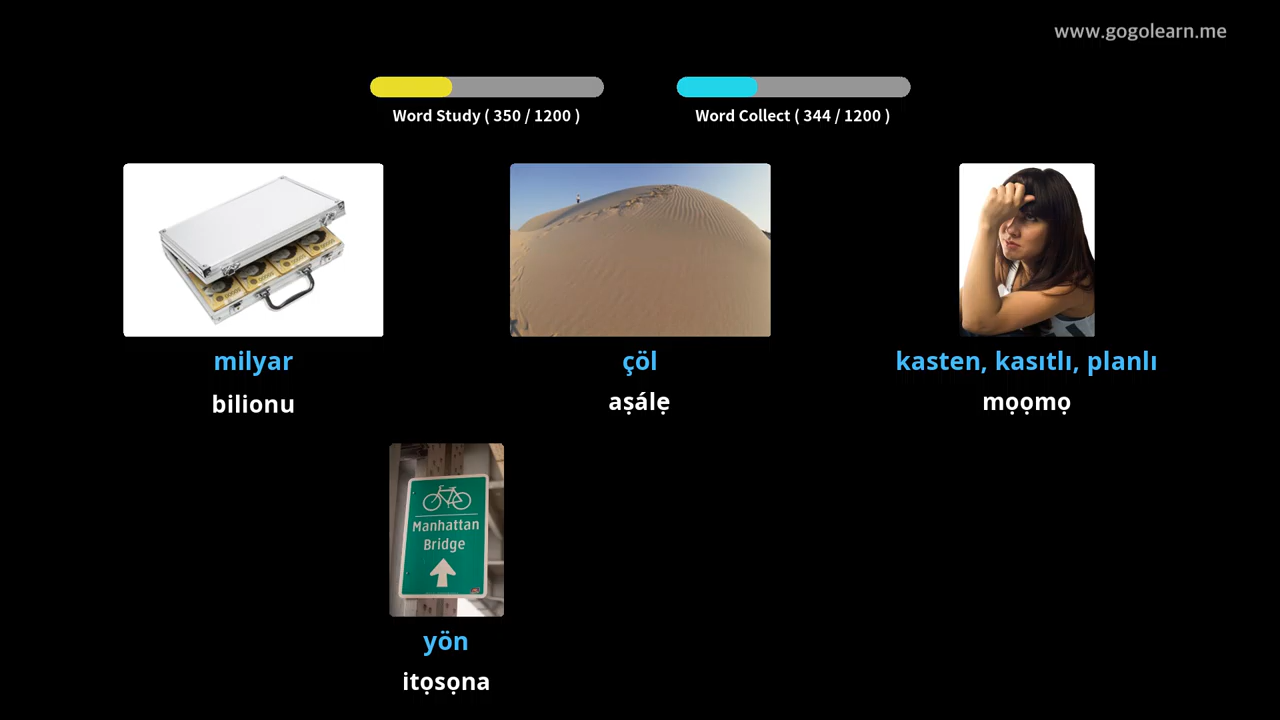 www.gogolearn.me
Word Study ( 350 / 1200 )
Word Collect ( 344 / 1200 )
milyar
bilionu
çöl
aṣálẹ
kasten, kasıtlı, planlı
mọọmọ
Manhattan
Bridge
yön
itọsọna